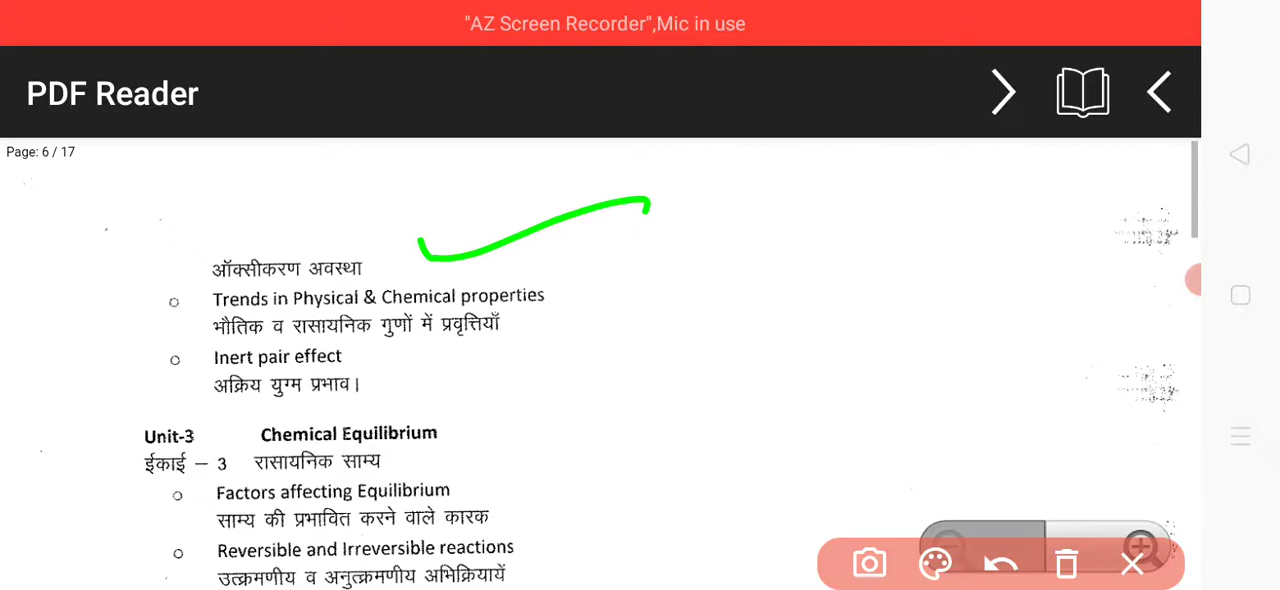 "AZ Screen Recorder",Mic in use
PDF Reader
Page: 6 / 17
ऑक्सीकरण अवस्था
Trends in Physical & Chemical properties
भौतिक व रासायनिक गुणों में प्रवृत्तियाँ
Inert pair effect
अक्रिय युग्म प्रभाव।
Unit-3 Chemical Equilibrium
ईकाई – 3 रासायनिक साम्य
Factors affecting Equilibrium
साम्य की प्रभावित करने वाले कारक
Reversible and Irreversible reactions
उत्क्रमणीय व अनुत्क्रमणीय अभिक्रियायें